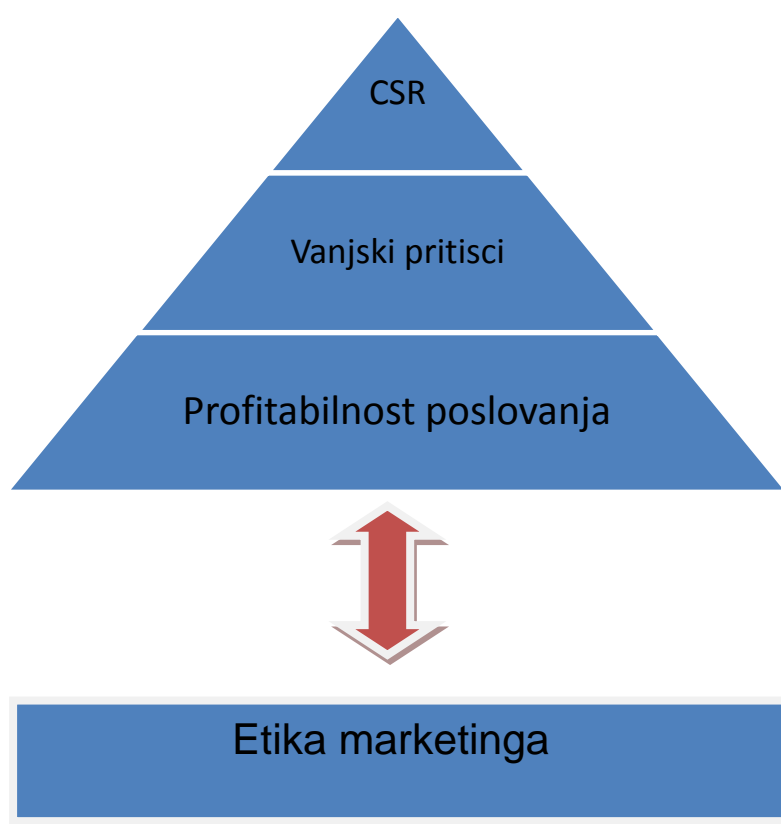 CSR
Vanjski pritisci
Profitabilnost poslovanja
Etika marketinga